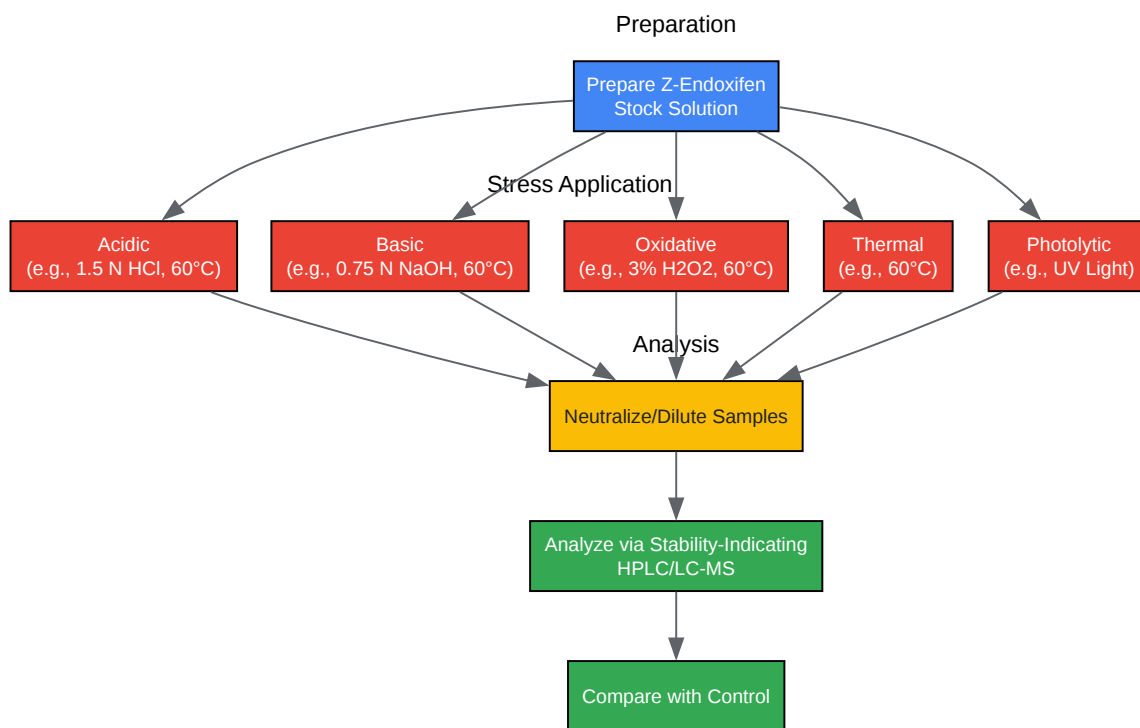 Preparation
Prepare Z-Endoxifen
Stock Solution
Stress Application
Acidic
(e.g., 1.5 N HCl, 60°C)
Basic
(e.g., 0.75 N NaOH, 60°C)
Oxidative
(e.g., 3% H2O2, 60°C)
Thermal
(e.g., 60°C)
Photolytic
(e.g., UV Light)
Analysis
Neutralize/Dilute Samples
Analyze via Stability-Indicating
HPLC/LC-MS
Compare with Control